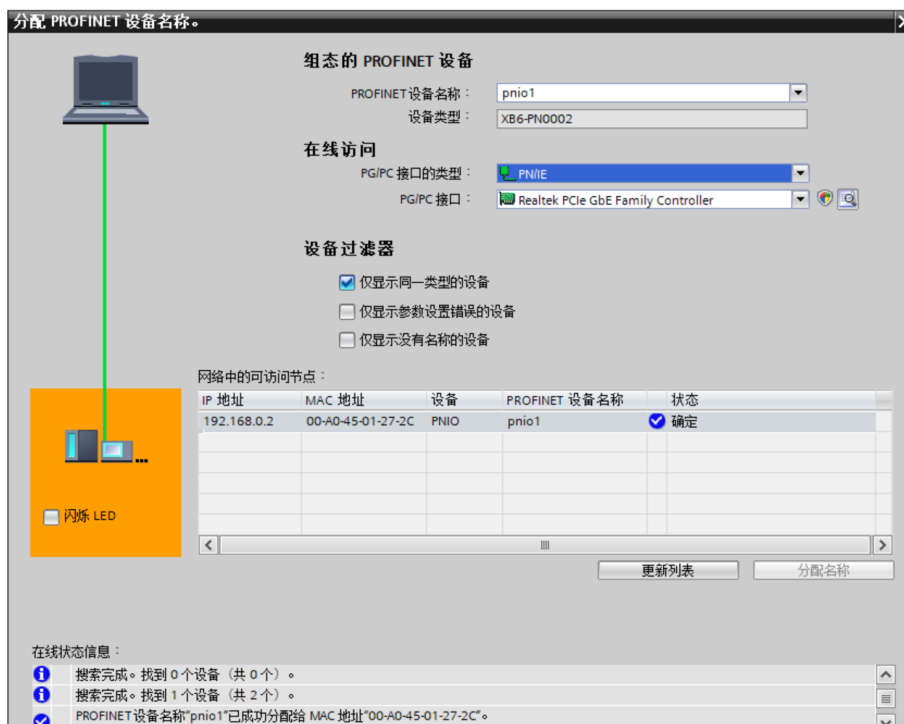 分配 PROFINET 设备名称。
组态的 PROFINET 设备
PROFINET设备名称： pnio1
设备类型： XB6-PN0002
在线访问
PG/PC 接口的类型： PN/IE
PG/PC 接口： Realtek PCIe GbE Family Controller
设备过滤器
仅显示同一类型的设备
仅显示参数设置错误的设备
仅显示没有名称的设备
网络中的可访问节点：
IP 地址 MAC 地址 设备 PROFINET 设备名称 状态
192.168.0.2 00-A0-45-01-27-2C PNIO pnio1 确定
闪烁 LED
更新列表 分配名称
在线状态信息：
搜索完成。找到 0 个设备（共 0 个）。
搜索完成。找到 1 个设备（共 2 个）。
PROFINET设备名称"pnio1"已成功分配给 MAC 地址"00-A0-45-01-27-2C"。